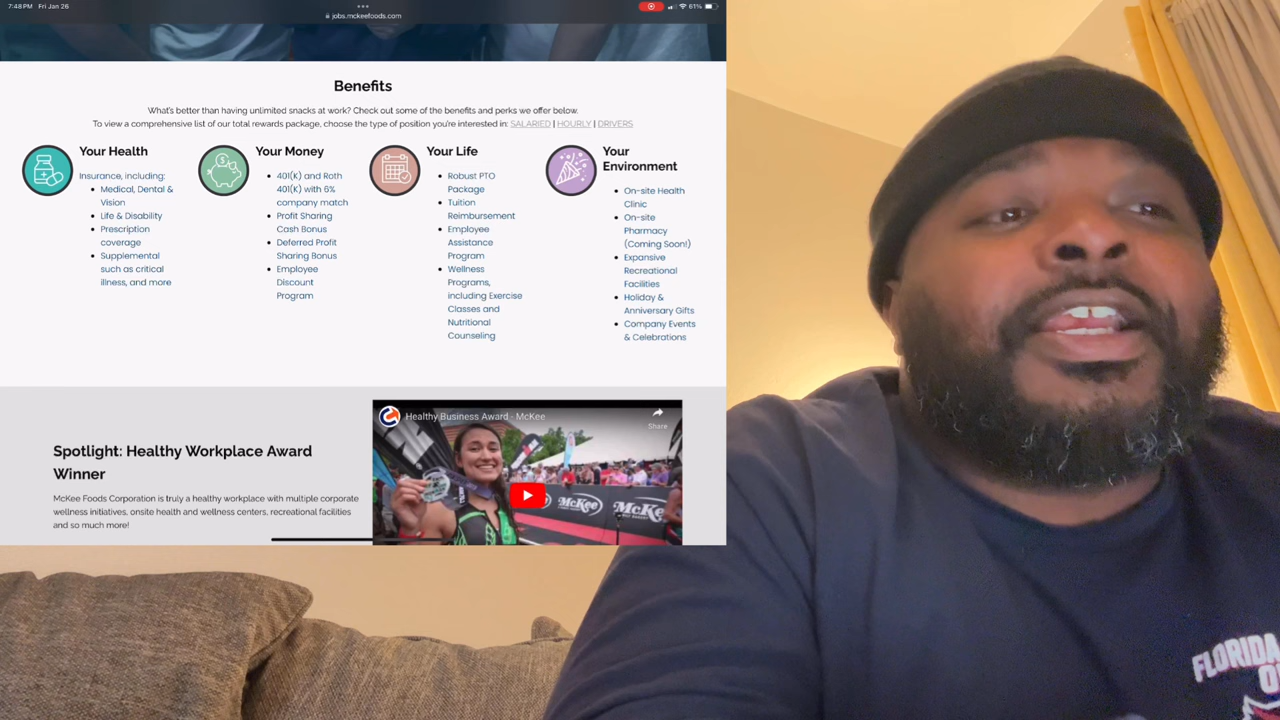 7:48 PM Fri Jan 26
61%
jobs.mckeefoods.com
Benefits
What's better than having unlimited snacks at work? Check out some of the benefits and perks we offer below.
To view a comprehensive list of our total rewards package, choose the type of position you're interested in: SALARIED | HOURLY | DRIVERS
Your Health
Insurance, including:
Medical, Dental &
Vision
Life & Disability
Prescription
coverage
Supplemental
such as critical
illness, and more
Your Money
401(K) and Roth
401(K) with 6%
company match
Profit Sharing
Cash Bonus
Deferred Profit
Sharing Bonus
Employee
Discount
Program
Your Life
Robust PTO
Package
Tuition
Reimbursement
Employee
Assistance
Program
Wellness
Programs,
including Exercise
Classes and
Nutritional
Counseling
Your
Environment
On-site Health
Clinic
On-site
Pharmacy
(Coming Soon!)
Expansive
Recreational
Facilities
Holiday &
Anniversary Gifts
Company Events
& Celebrations
Spotlight: Healthy Workplace Award
Winner
McKee Foods Corporation is truly a healthy workplace with multiple corporate
wellness initiatives, onsite health and wellness centers, recreational facilities
and so much more!
Healthy Business Award - McKee
Share
McKee
McKee
FLORIDA